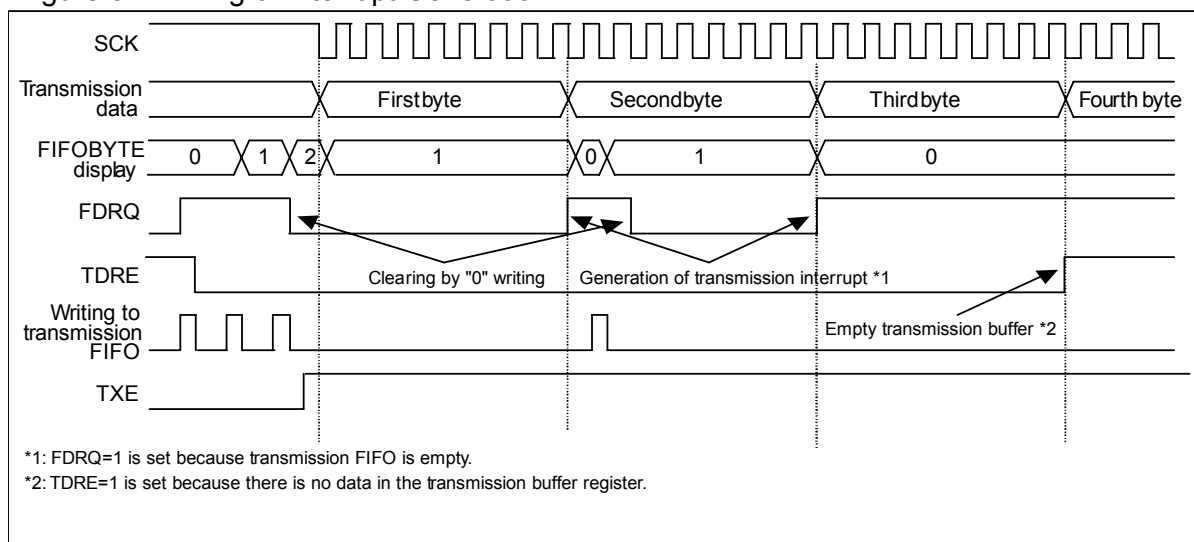 SCK
Transmission
data
Firstbyte Secondbyte Thirdbyte Fourth byte
FIFOBYTE
display
0 1 2 1 0 1 0
FDRQ
Clearing by "0" writing Generation of transmission interrupt *1
TDRE
Writing to
transmission
FIFO
Empty transmission buffer *2
TXE
*1: FDRQ=1 is set because transmission FIFO is empty.
*2: TDRE=1 is set because there is no data in the transmission buffer register.